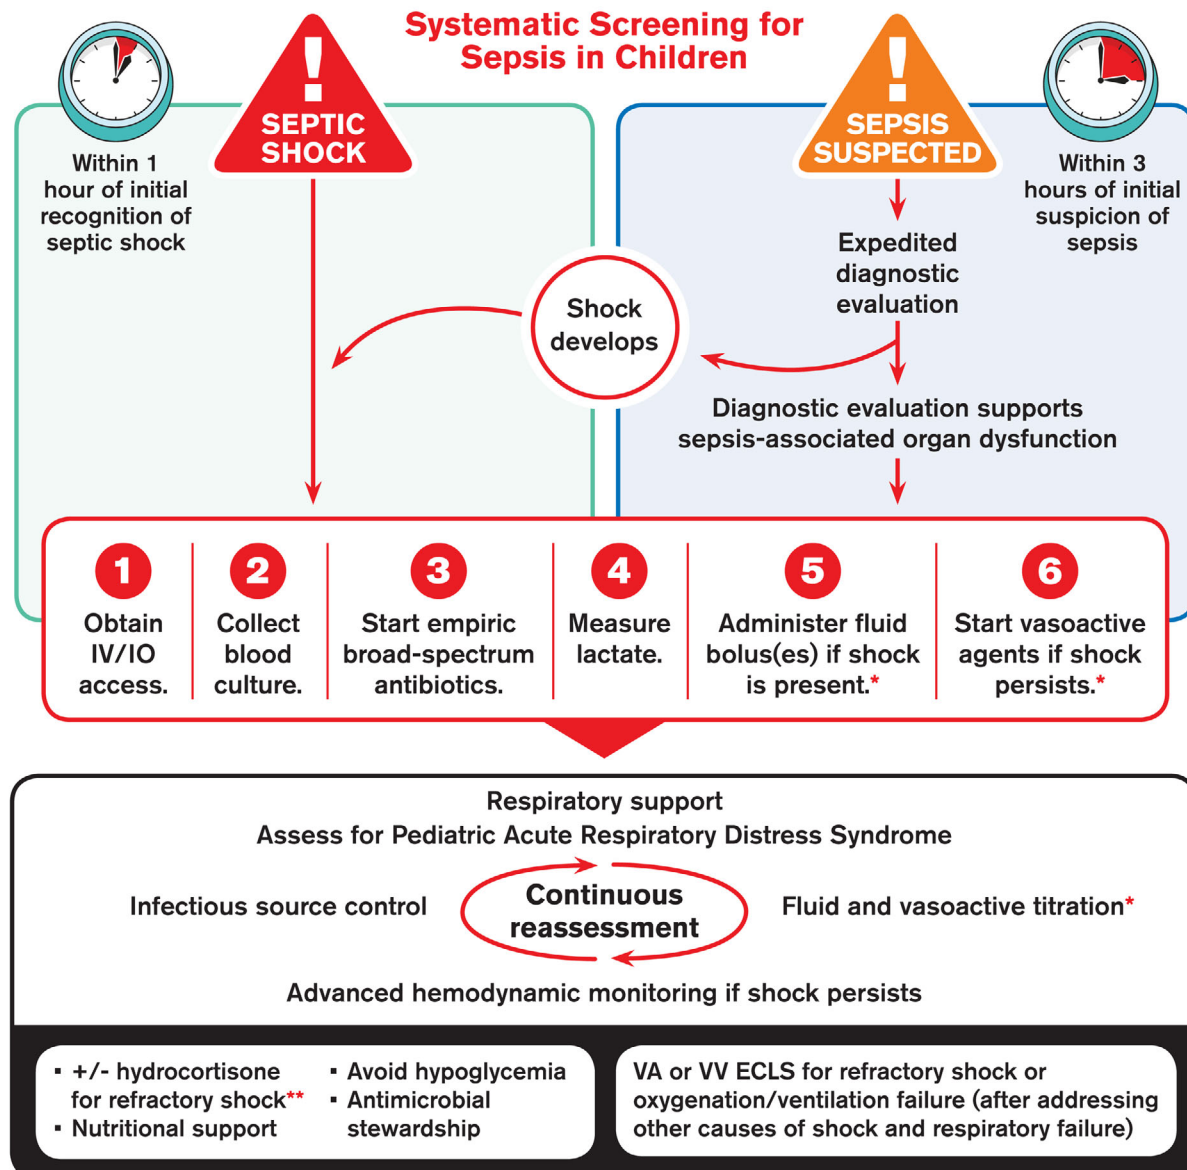 Systematic Screening for
Sepsis in Children
!
SEPTIC
SHOCK
!
SEPSIS
SUSPECTED
Within 1
hour of initial
recognition of
septic shock
Within 3
hours of initial
suspicion of
sepsis
Expedited
diagnostic
evaluation
Shock
develops
Diagnostic evaluation supports
sepsis-associated organ dysfunction
1
Obtain
IV/IO
access.
2
Collect
blood
culture.
3
Start empiric
broad-spectrum
antibiotics.
4
Measure
lactate.
5
Administer fluid
bolus(es) if shock
is present.*
6
Start vasoactive
agents if shock
persists.*
Respiratory support
Assess for Pediatric Acute Respiratory Distress Syndrome
Infectious source control
Continuous
reassessment
Fluid and vasoactive titration*
Advanced hemodynamic monitoring if shock persists
▪ +/- hydrocortisone
for refractory shock**
▪ Nutritional support
▪ Avoid hypoglycemia
▪ Antimicrobial
stewardship
VA or VV ECLS for refractory shock or
oxygenation/ventilation failure (after addressing
other causes of shock and respiratory failure)